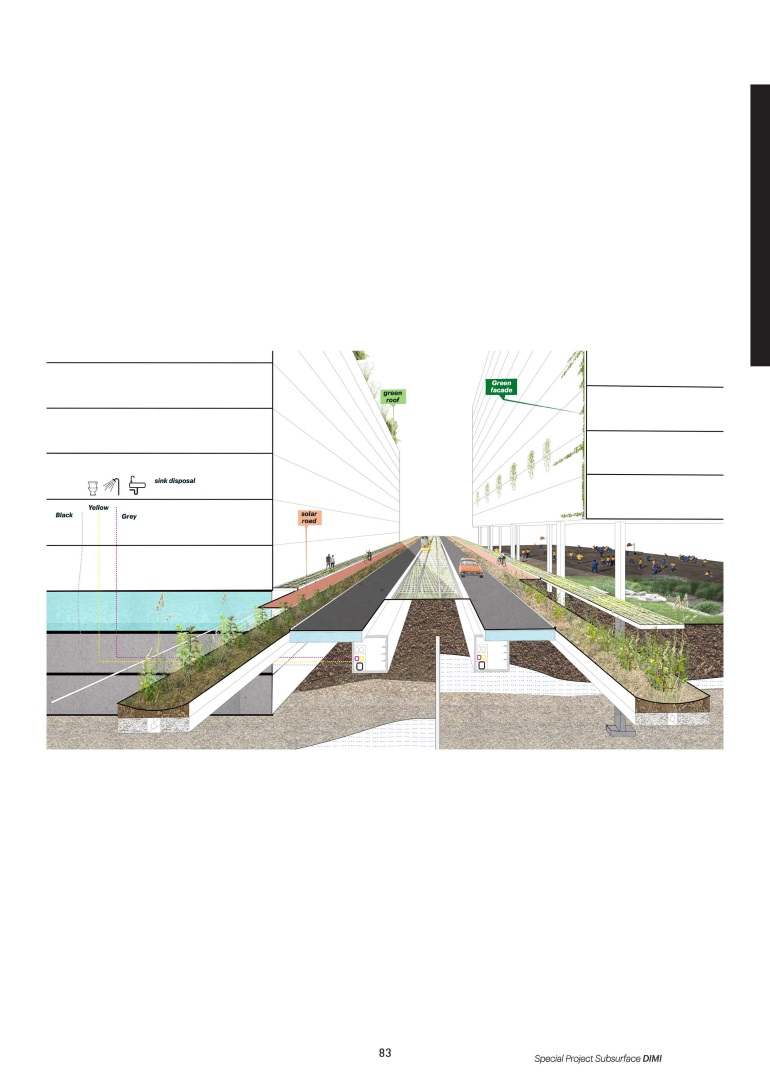 green
roof
Green
facade
sink disposal
Black
Yellow
Grey
solar
road
83
Special Project Subsurface DIMI